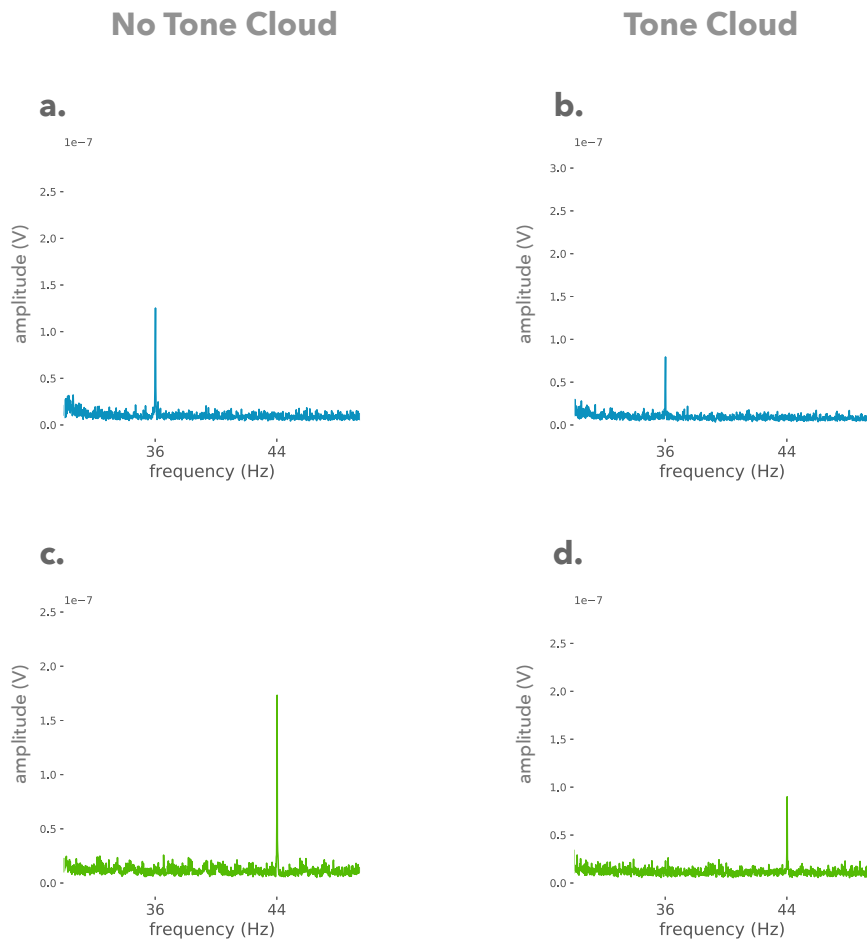 No Tone Cloud
Tone Cloud
a.
1e−7
2.5
2.0
1.5
1.0
0.5
0.0
amplitude (V)
36
44
frequency (Hz)
b.
1e−7
3.0
2.5
2.0
1.5
1.0
0.5
0.0
amplitude (V)
36
44
frequency (Hz)
c.
1e−7
2.5
2.0
1.5
1.0
0.5
0.0
amplitude (V)
36
44
frequency (Hz)
d.
1e−7
2.5
2.0
1.5
1.0
0.5
0.0
amplitude (V)
36
44
frequency (Hz)